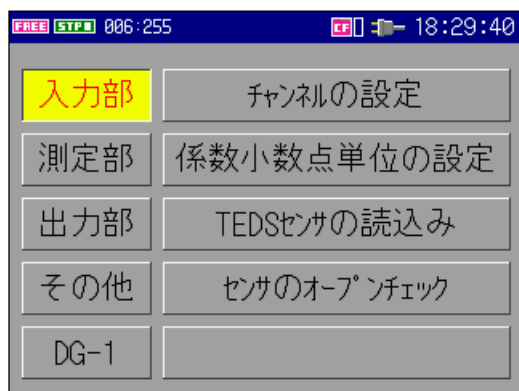 FREE STP 006:255 CF 18:29:40
入力部 ﾁｬﾝﾈﾙの設定
測定部 係数小数点単位の設定
出力部 TEDSｾﾝｻの読込み
その他 ｾﾝｻのｵｰﾌﾟﾝﾁｪｯｸ
DG-1